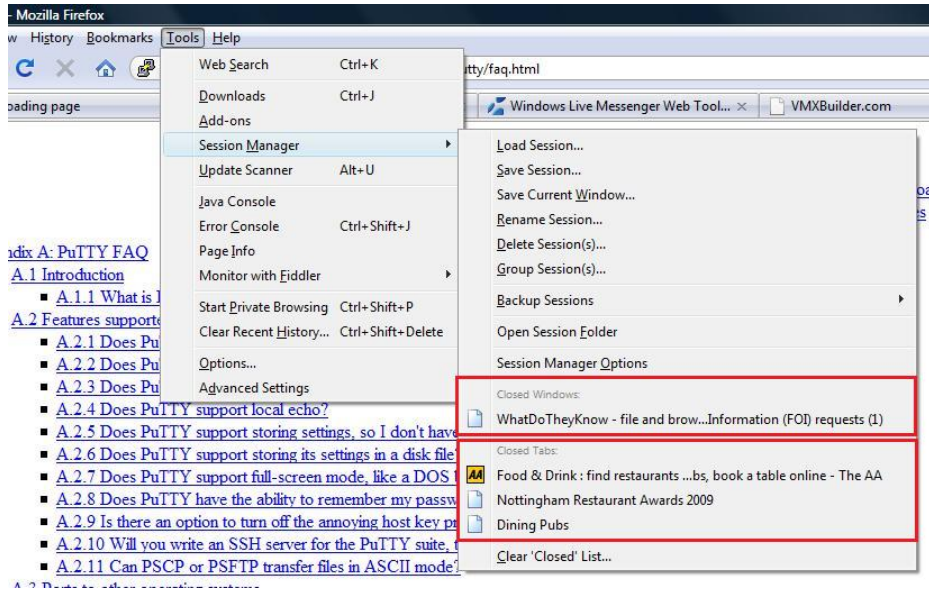 - Mozilla Firefox
w History Bookmarks Tools Help
utty/faq.html
oading page
Windows Live Messenger Web Tool...
VMXBuilder.com
Web Search Ctrl+K
Downloads Ctrl+J
Add-ons
Session Manager
Update Scanner Alt+U
Java Console
Error Console Ctrl+Shift+J
Page Info
Monitor with Fiddler
Start Private Browsing Ctrl+Shift+P
Clear Recent History... Ctrl+Shift+Delete
Options...
Advanced Settings
Load Session...
Save Session...
Save Current Window...
Rename Session...
Delete Session(s)...
Group Session(s)...
Backup Sessions
Open Session Folder
Session Manager Options
Closed Windows:
WhatDoTheyKnow - file and brow...Information (FOI) requests (1)
Closed Tabs:
AA Food & Drink : find restaurants ...bs, book a table online - The AA
Nottingham Restaurant Awards 2009
Dining Pubs
Clear 'Closed' List...
ndix A: PuTTY FAQ
A.1 Introduction
A.1.1 What is
A.2 Features supporte
A.2.1 Does Pu
A.2.2 Does Pu
A.2.3 Does Pu
A.2.4 Does PuTTY support local echo?
A.2.5 Does PuTTY support storing settings, so I don't have
A.2.6 Does PuTTY support storing its settings in a disk file
A.2.7 Does PuTTY support full-screen mode, like a DOS
A.2.8 Does PuTTY have the ability to remember my passw
A.2.9 Is there an option to turn off the annoying host key pr
A.2.10 Will you write an SSH server for the PuTTY suite,
A.2.11 Can PSCP or PSFTP transfer files in ASCII mode?